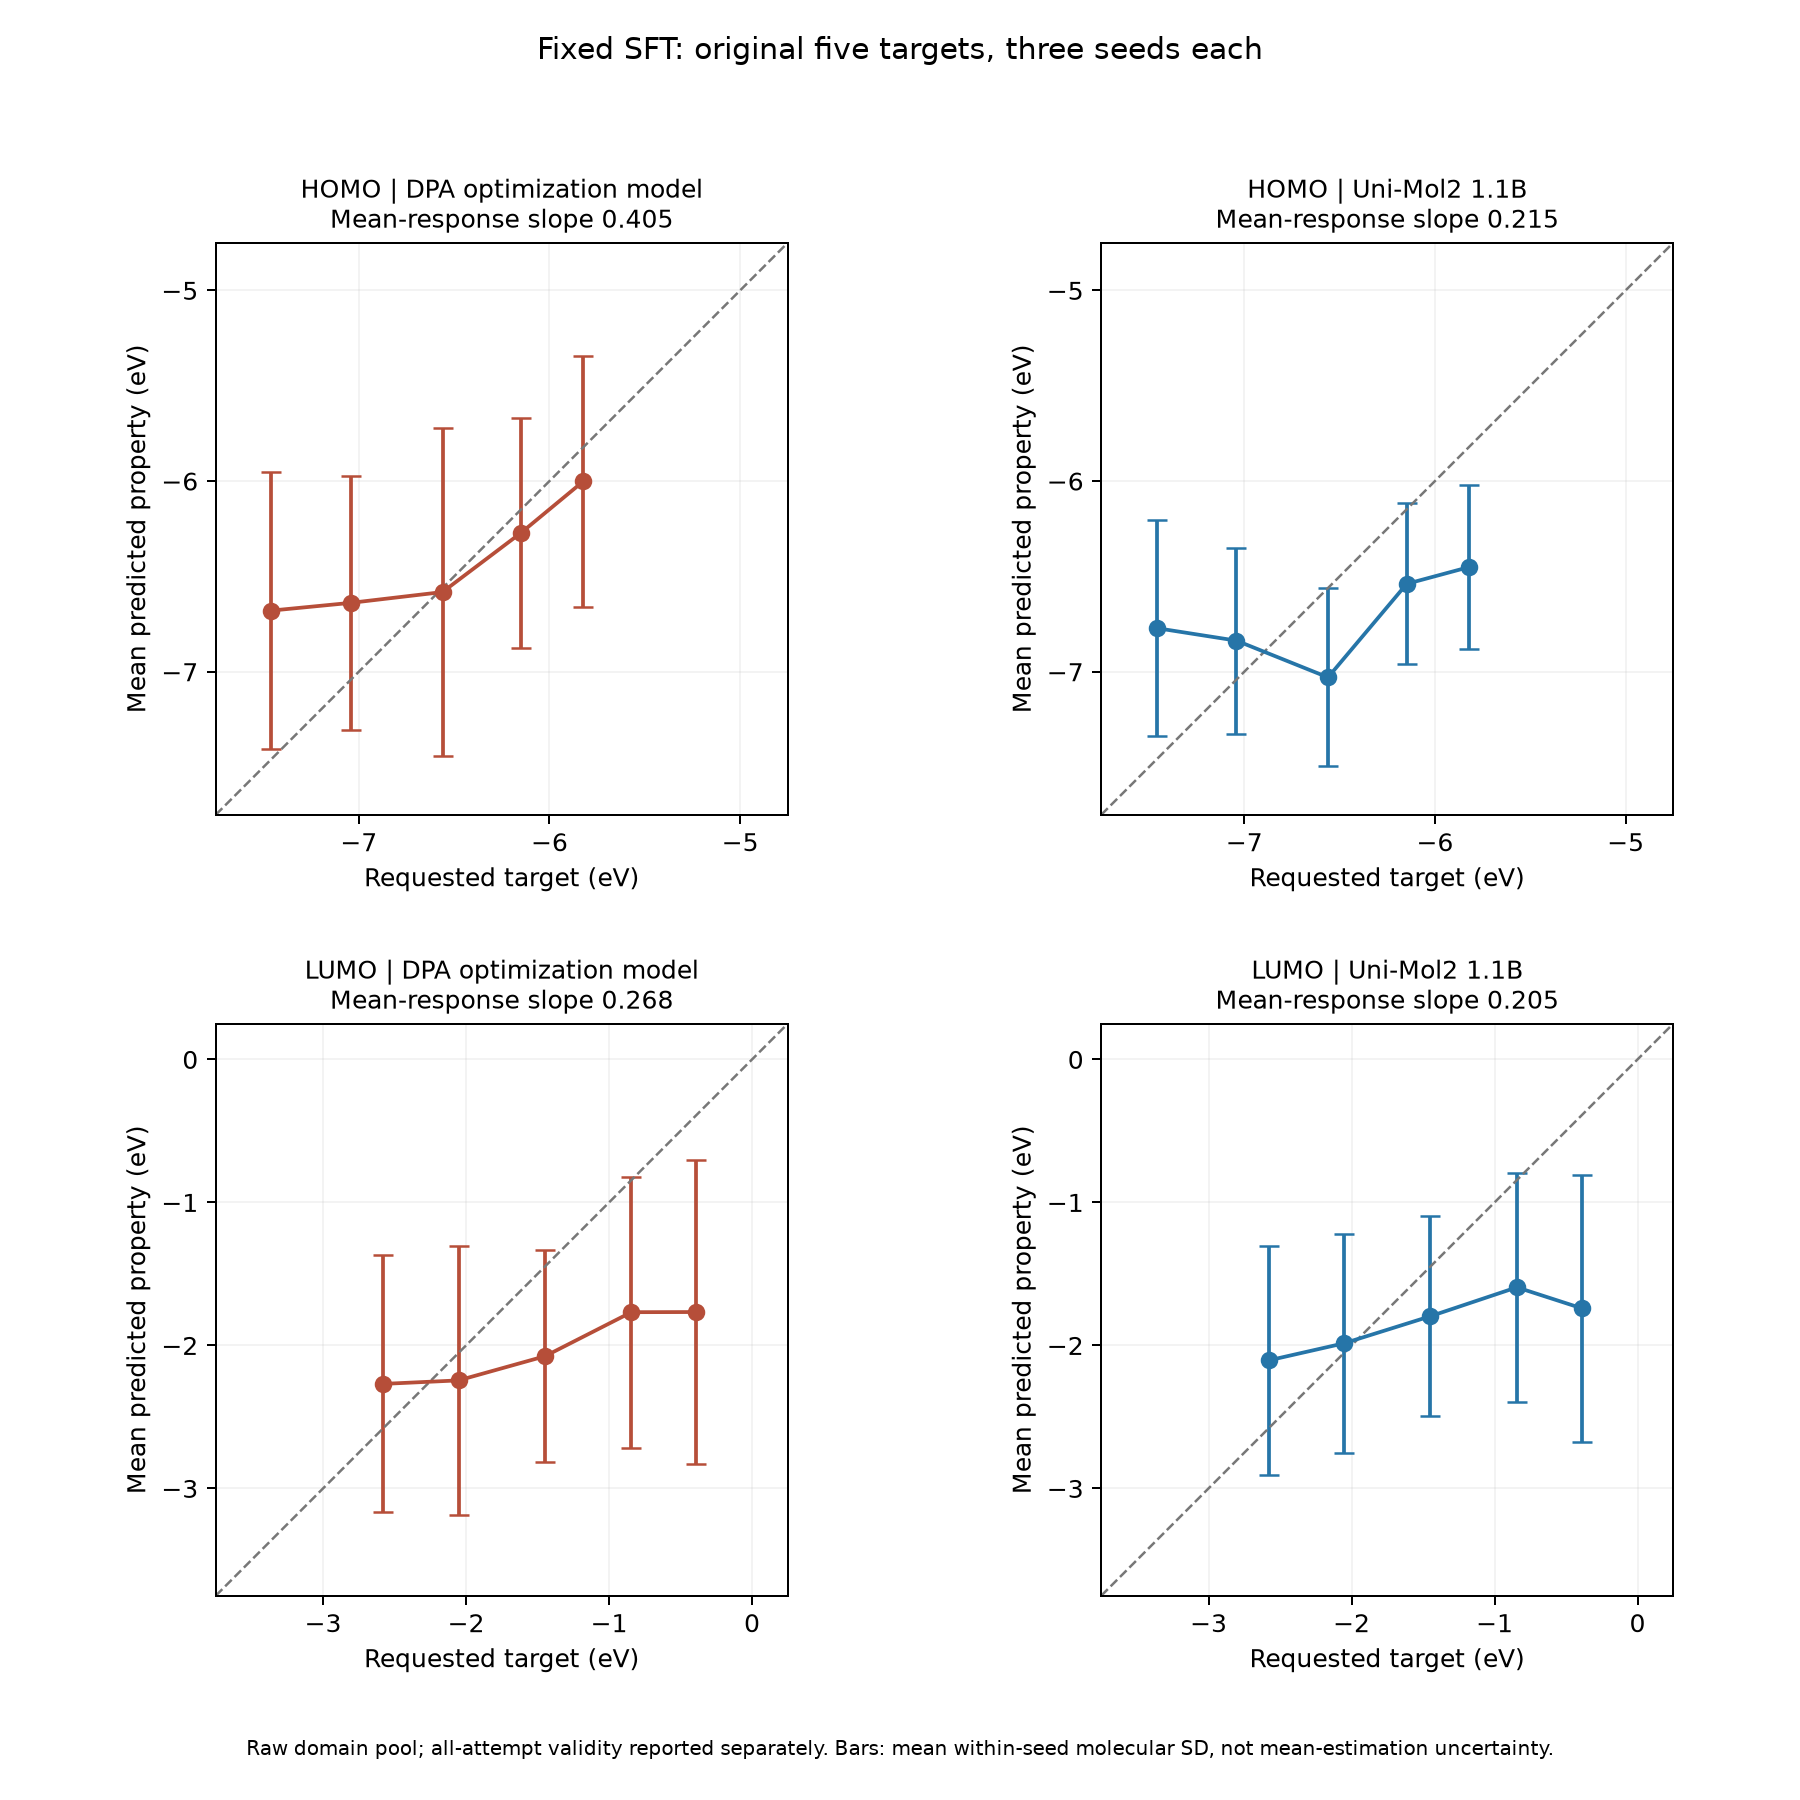 Fixed SFT: original five targets, three seeds each
HOMO | DPA optimization model
Mean-response slope 0.405
−5
−6
−7
Mean predicted property (eV)
−7
−6
−5
Requested target (eV)
HOMO | Uni-Mol2 1.1B
Mean-response slope 0.215
−5
−6
−7
Mean predicted property (eV)
−7
−6
−5
Requested target (eV)
LUMO | DPA optimization model
Mean-response slope 0.268
0
−1
−2
−3
Mean predicted property (eV)
−3
−2
−1
0
Requested target (eV)
LUMO | Uni-Mol2 1.1B
Mean-response slope 0.205
0
−1
−2
−3
Mean predicted property (eV)
−3
−2
−1
0
Requested target (eV)
Raw domain pool; all-attempt validity reported separately. Bars: mean within-seed molecular SD, not mean-estimation uncertainty.